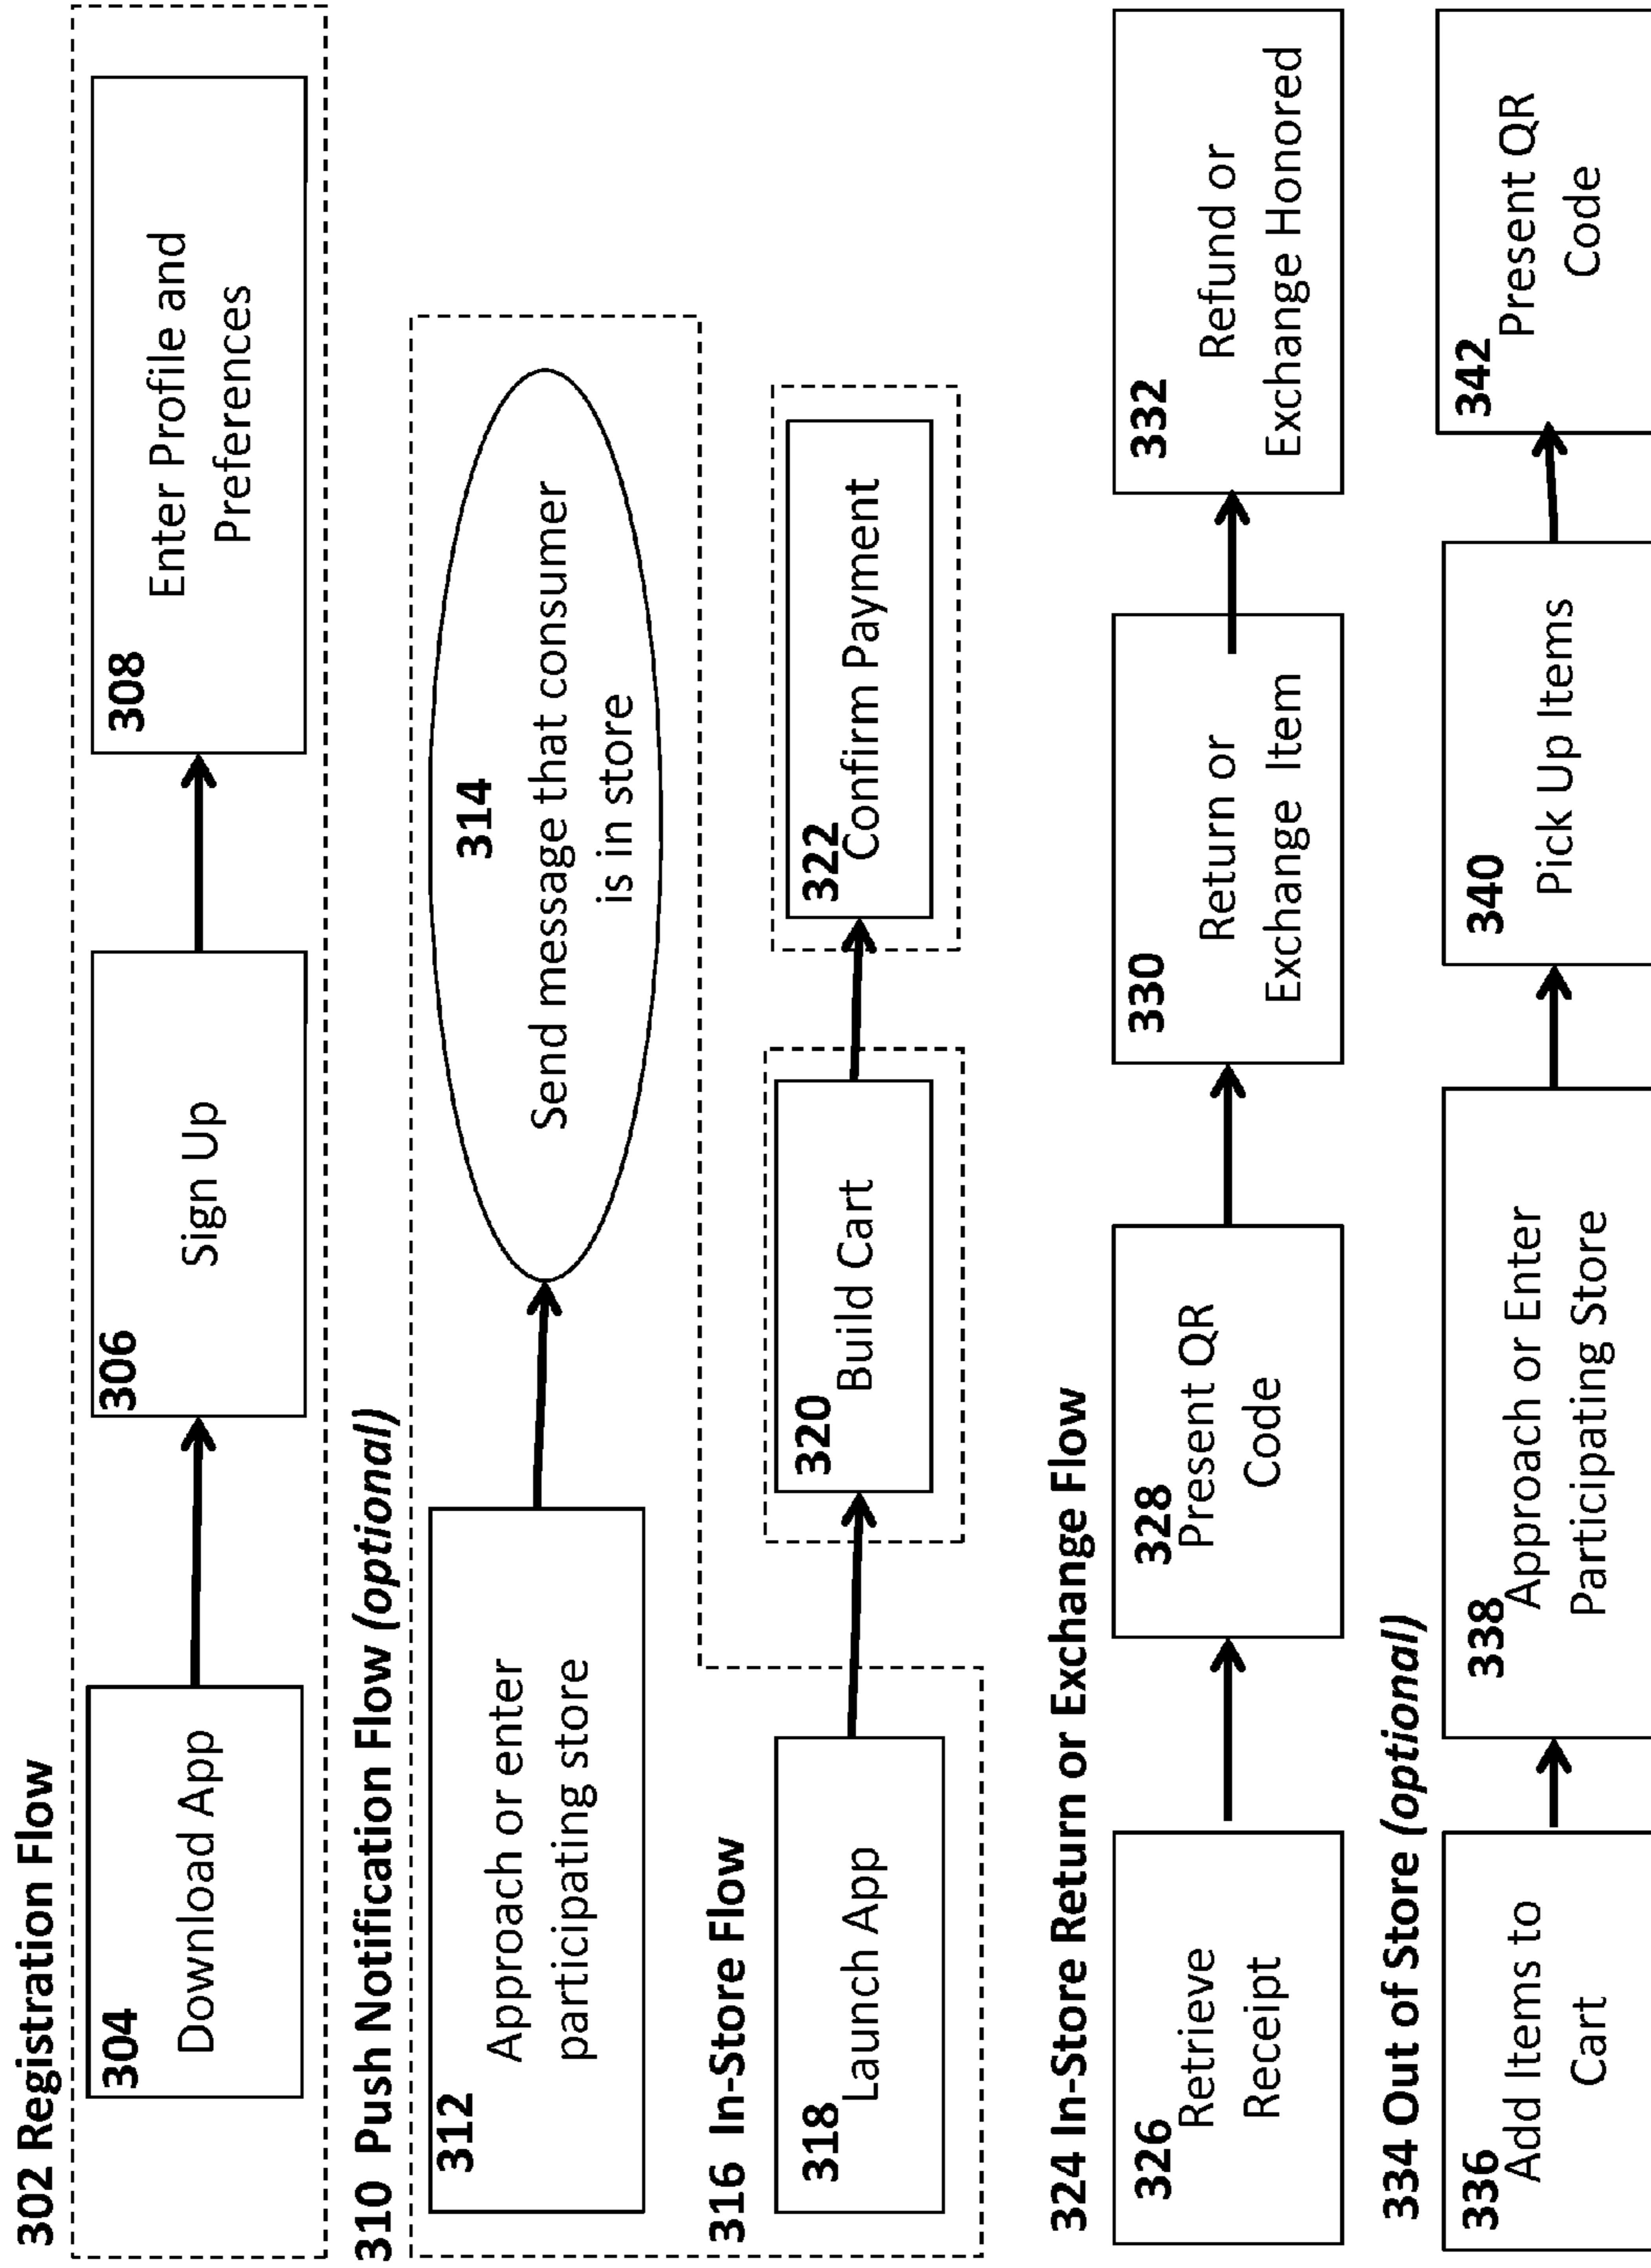 302 Registration Flow
304
Download App
306
Sign Up
308
Enter Profile and
Preferences
310 Push Notification Flow (optional)
312
Approach or enter
participating store
314
Send message that consumer
is in store
316 In-Store Flow
318
Launch App
320
Build Cart
322
Confirm Payment
324 In-Store Return or Exchange Flow
326
Retrieve
Receipt
328
Present QR
Code
330
Return or
Exchange Item
332
Refund or
Exchange Honored
334 Out of Store (optional)
336
Add Items to
Cart
338
Approach or Enter
Participating Store
340
Pick Up Items
342
Present QR
Code